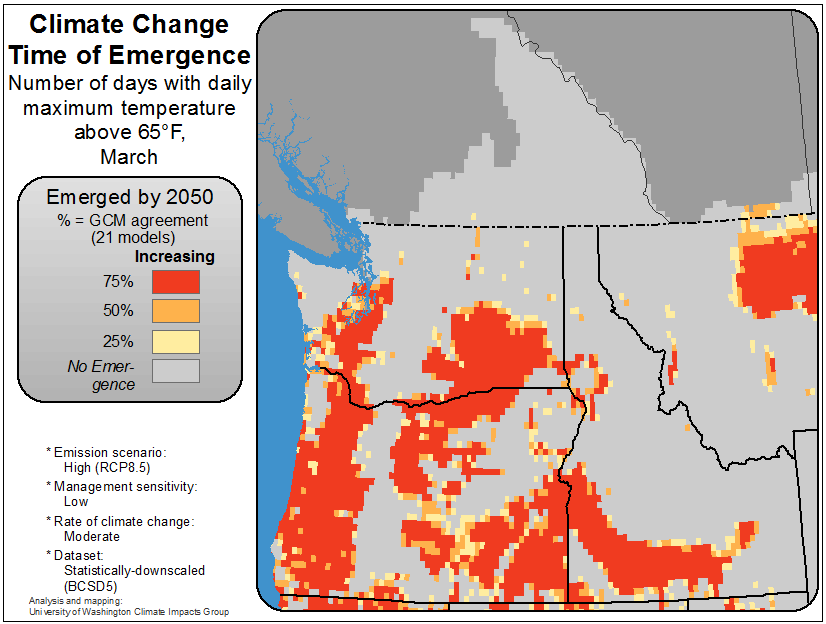 Climate Change
Time of Emergence
Number of days with daily
maximum temperature
above 65°F,
March
Emerged by 2050
% = GCM agreement
(21 models)
Increasing
75%
50%
25%
No Emer-
gence
* Emission scenario:
High (RCP8.5)
* Management sensitivity:
Low
* Rate of climate change:
Moderate
* Dataset:
Statistically-downscaled
(BCSD5)
Analysis and mapping:
University of Washington Climate Impacts Group